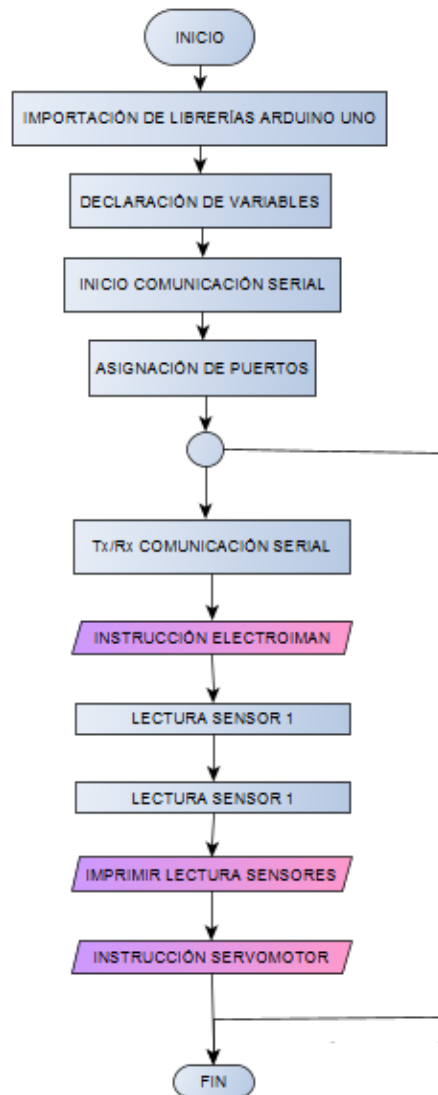 INICIO
IMPORTACIÓN DE LIBRERÍAS ARDUINO UNO
DECLARACIÓN DE VARIABLES
INICIO COMUNICACIÓN SERIAL
ASIGNACIÓN DE PUERTOS
Tx/Rx COMUNICACIÓN SERIAL
INSTRUCCIÓN ELECTROIMAN
LECTURA SENSOR 1
LECTURA SENSOR 1
IMPRIMIR LECTURA SENSORES
INSTRUCCIÓN SERVOMOTOR
FIN